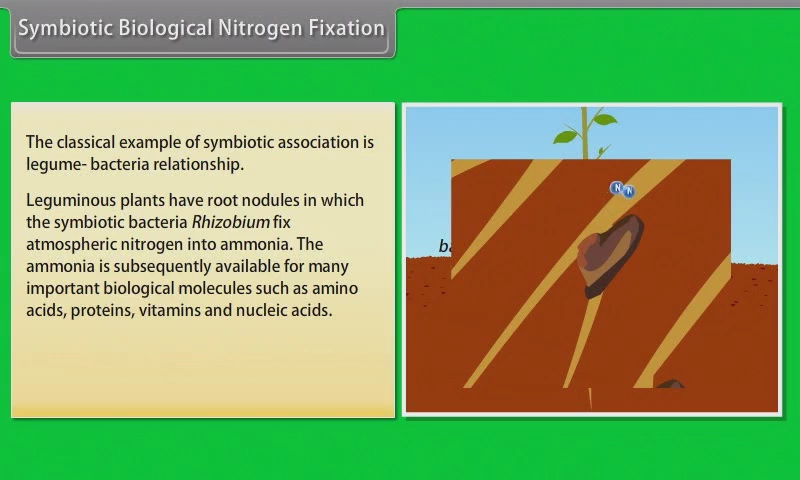 Symbiotic Biological Nitrogen Fixation
The classical example of symbiotic association is
legume- bacteria relationship.
Leguminous plants have root nodules in which
the symbiotic bacteria Rhizobium fix
atmospheric nitrogen into ammonia. The
ammonia is subsequently available for many
important biological molecules such as amino
acids, proteins, vitamins and nucleic acids.
N N